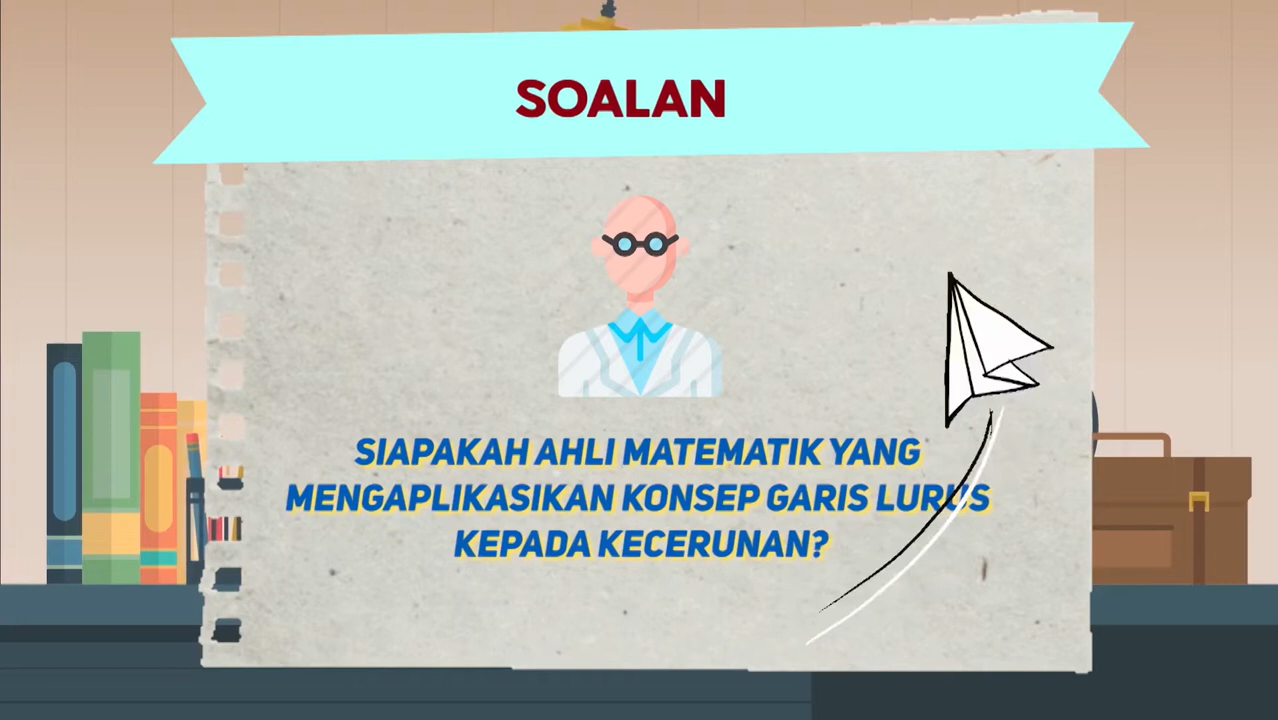 SOALAN
SIAPAKAH AHLI MATEMATIK YANG
MENGAPLIKASIKAN KONSEP GARIS LURUS
KEPADA KECERUNAN?